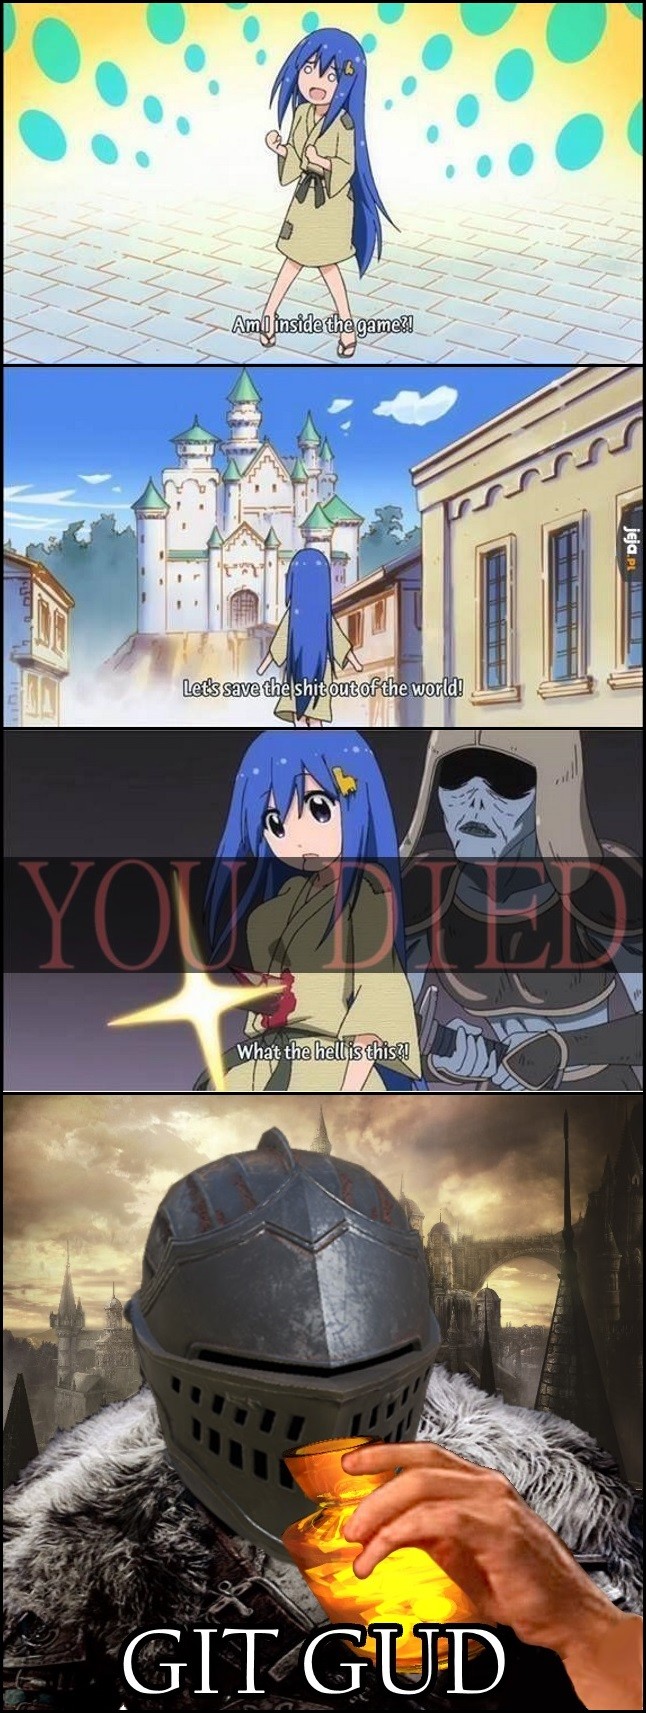 Am I inside the game?!
jeja.pl
Let's save the shit out of the world!
YOU DIED
What the hell is this?!
GIT GUD